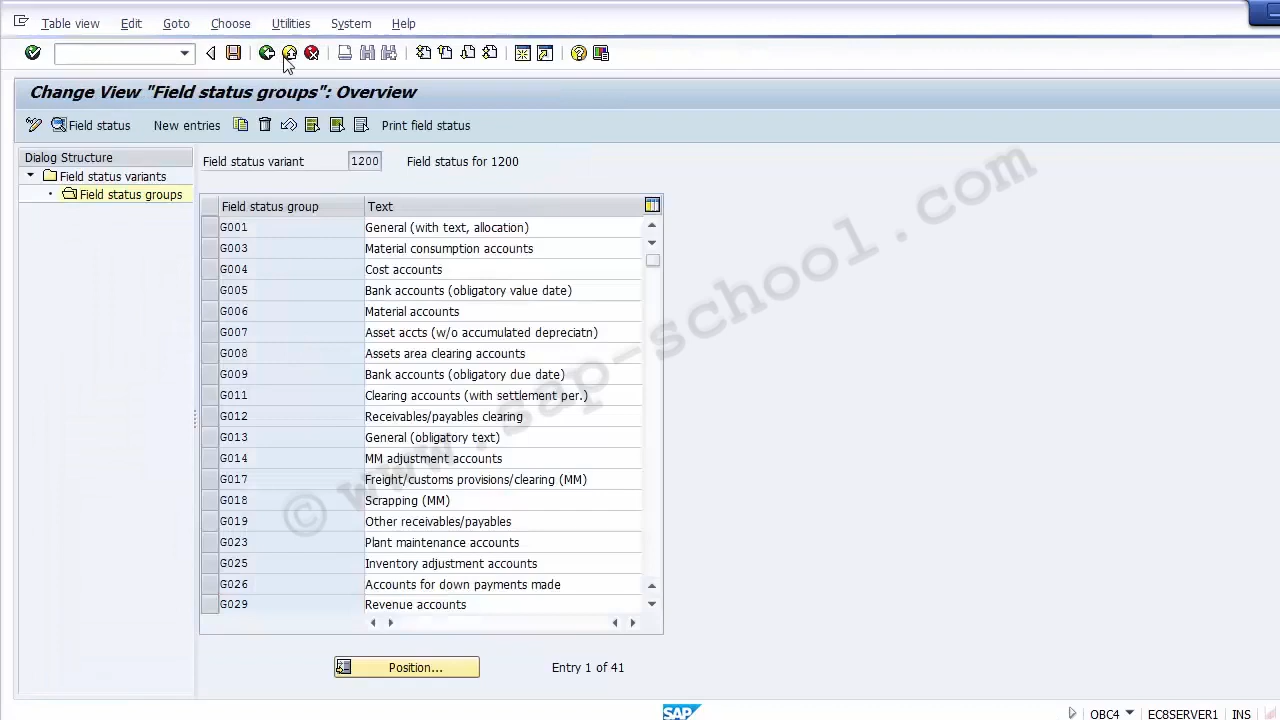 Table view Edit Goto Choose Utilities System Help
Change View "Field status groups": Overview
Field status New entries Print field status
Dialog Structure
Field status variants
Field status groups
Field status variant 1200 Field status for 1200
Field status group Text
G001 General (with text, allocation)
G003 Material consumption accounts
G004 Cost accounts
G005 Bank accounts (obligatory value date)
G006 Material accounts
G007 Asset accts (w/o accumulated depreciatn)
G008 Assets area clearing accounts
G009 Bank accounts (obligatory due date)
G011 Clearing accounts (with settlement per.)
G012 Receivables/payables clearing
G013 General (obligatory text)
G014 MM adjustment accounts
G017 Freight/customs provisions/clearing (MM)
G018 Scrapping (MM)
G019 Other receivables/payables
G023 Plant maintenance accounts
G025 Inventory adjustment accounts
G026 Accounts for down payments made
G029 Revenue accounts
Position... Entry 1 of 41
© www.sap-school.com
SAP OBC4 EC8SERVER1 INS